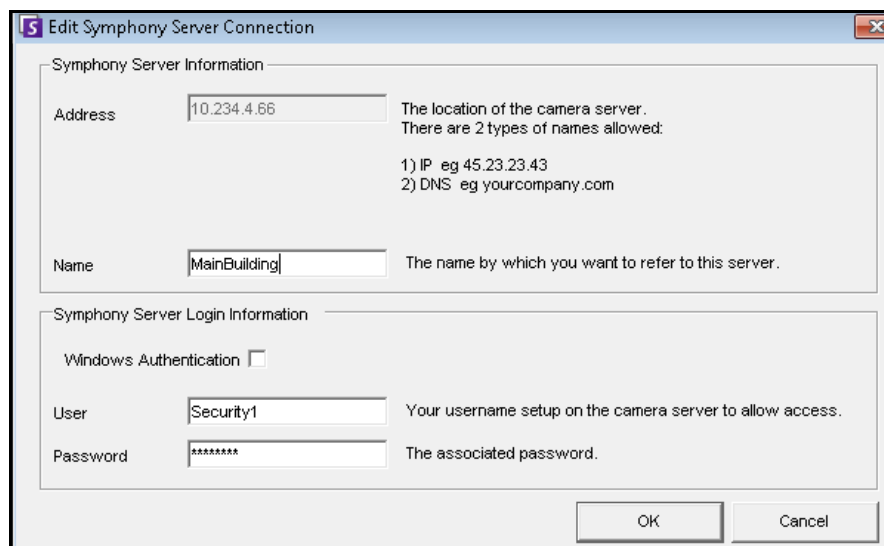 S Edit Symphony Server Connection
Symphony Server Information
Address 10.234.4.66 The location of the camera server.
There are 2 types of names allowed:
1) IP eg 45.23.23.43
2) DNS eg yourcompany.com
Name MainBuilding The name by which you want to refer to this server.
Symphony Server Login Information
Windows Authentication
User Security1 Your username setup on the camera server to allow access.
Password ******** The associated password.
OK Cancel